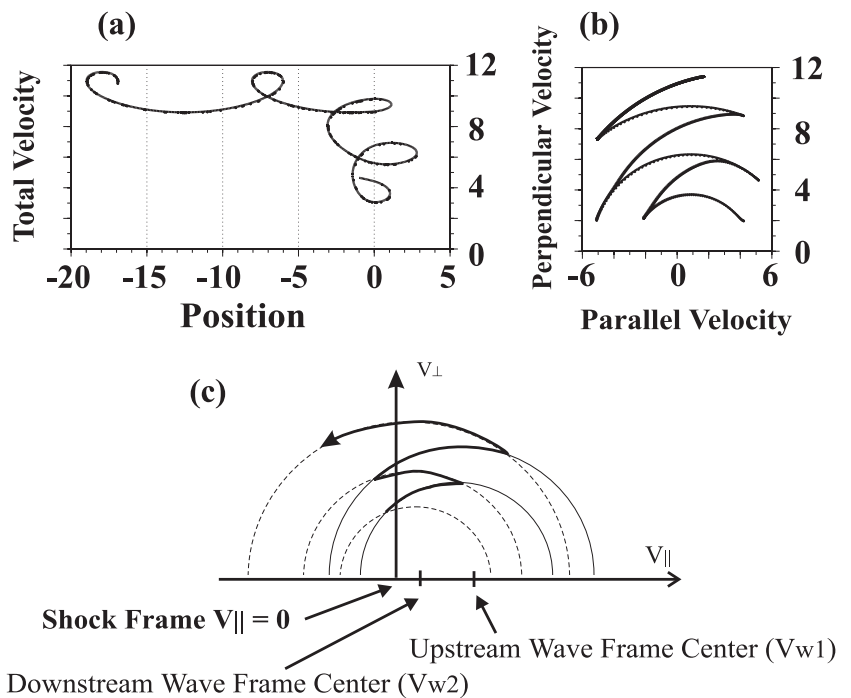 (a)
Total Velocity
12
8
4
0
-20 -15 -10 -5 0 5
Position
(b)
Perpendicular Velocity
12
8
4
0
-6 0 6
Parallel Velocity
(c)
V⊥
V||
Shock Frame V|| = 0
Upstream Wave Frame Center (Vw1)
Downstream Wave Frame Center (Vw2)